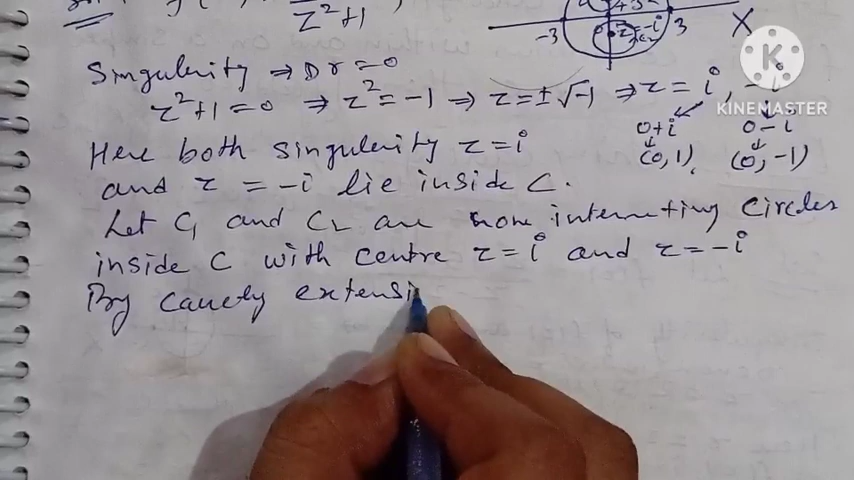 z²+1
-3
3
X
KINEMASTER
Singularity ⇒ Dr = 0
z²+1 = 0 ⇒ z² = -1 ⇒ z = ±√-1 ⇒ z = i, -i
0+i 0-i
(0, 1), (0, -1)
Here both singularity z = i
and z = -i lie inside C.
Let C₁ and C₂ are non circles
inside C with centre z = i and z = -i
By extensi